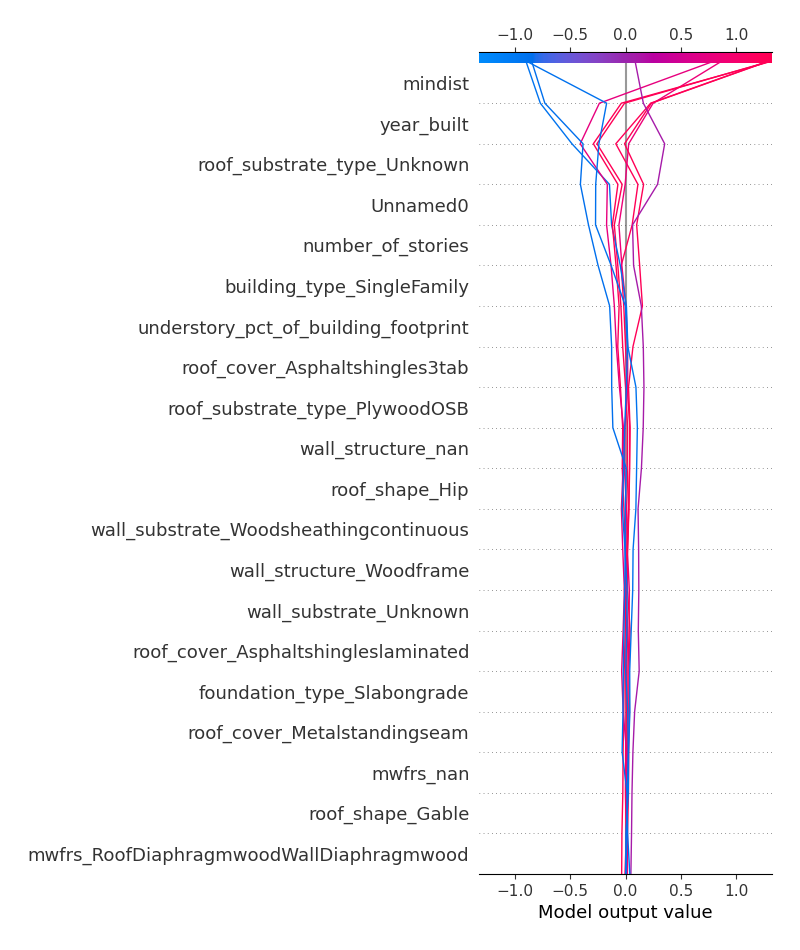 −1.0 −0.5 0.0 0.5 1.0
mindist
year_built
roof_substrate_type_Unknown
Unnamed0
number_of_stories
building_type_SingleFamily
understory_pct_of_building_footprint
roof_cover_Asphaltshingles3tab
roof_substrate_type_PlywoodOSB
wall_structure_nan
roof_shape_Hip
wall_substrate_Woodsheathingcontinuous
wall_structure_Woodframe
wall_substrate_Unknown
roof_cover_Asphaltshingleslaminated
foundation_type_Slabongrade
roof_cover_Metalstandingseam
mwfrs_nan
roof_shape_Gable
mwfrs_RoofDiaphragmwoodWallDiaphragmwood
−1.0 −0.5 0.0 0.5 1.0
Model output value